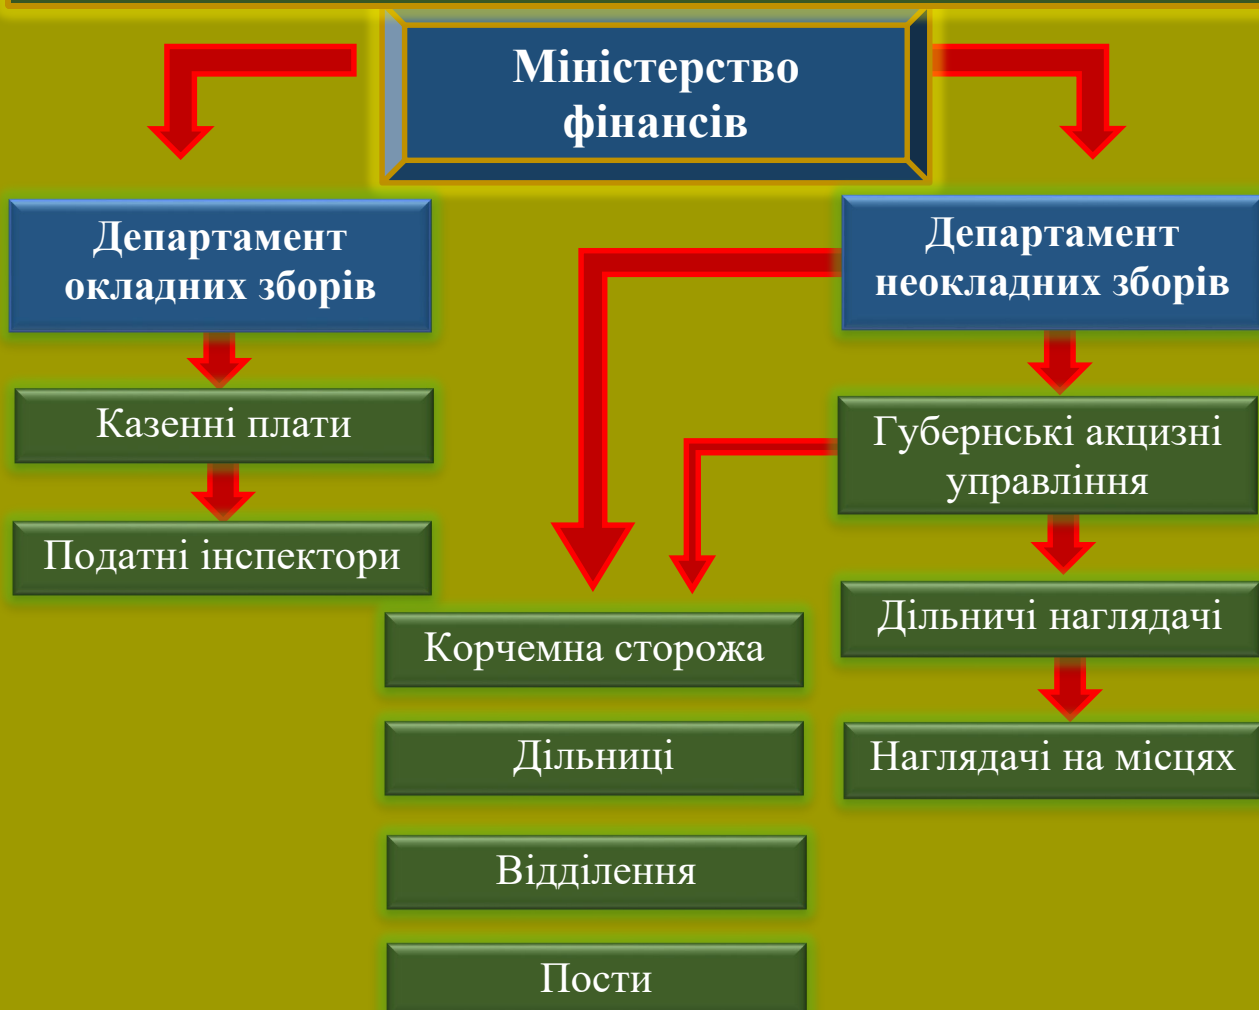 Міністерство
фінансів
Департамент
окладних зборів
Департамент
неокладних зборів
Казенні плати
Губернські акцизні
управління
Податні інспектори
Корчемна сторожа
Дільничі наглядачі
Дільниці
Наглядачі на місцях
Відділення
Пости